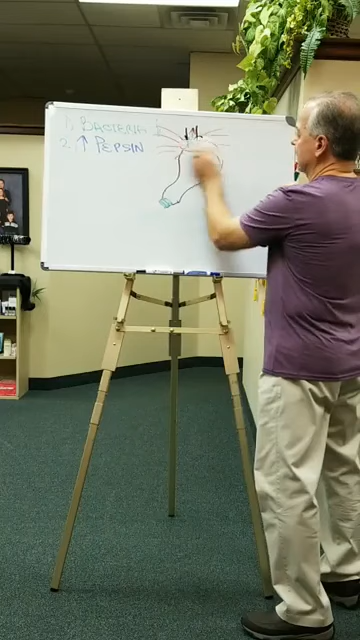 1) BACTERIA
2. ↑ PEPSIN